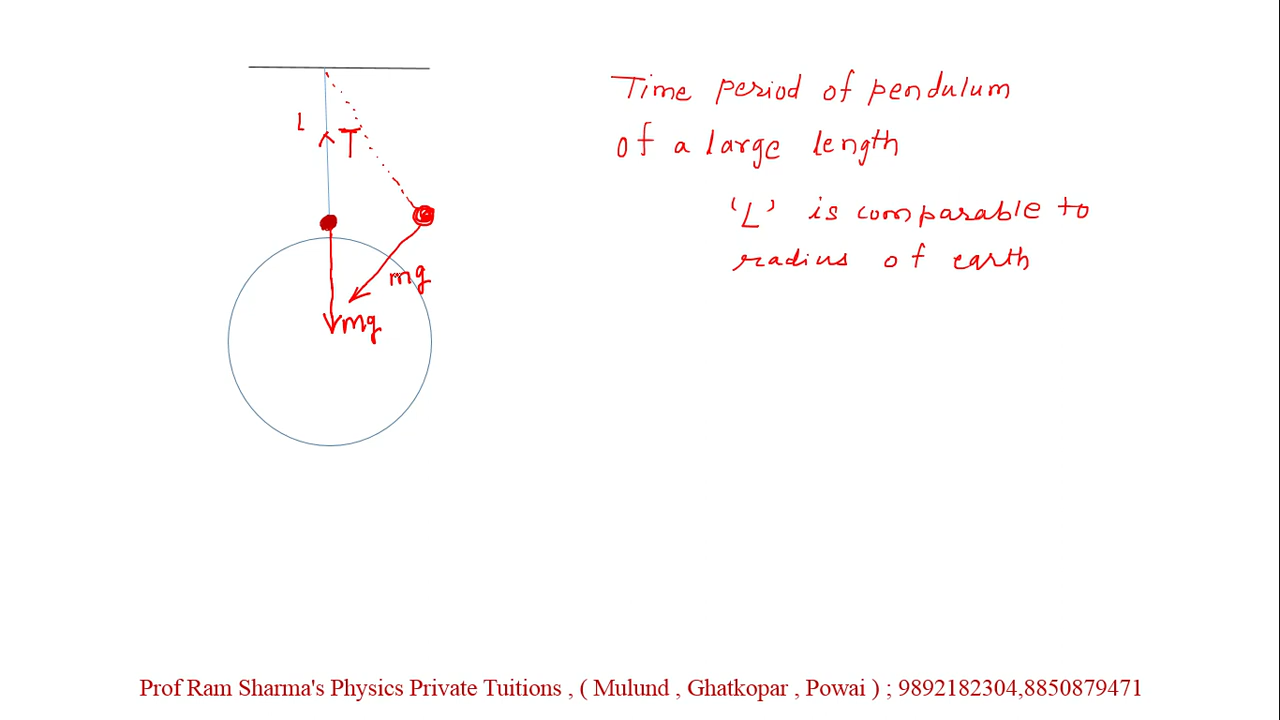 Time period of pendulum
of a large length
'L' is comparable to
radius of earth
l
T
mg
mg
Prof Ram Sharma's Physics Private Tuitions , ( Mulund , Ghatkopar , Powai ) ; 9892182304,8850879471